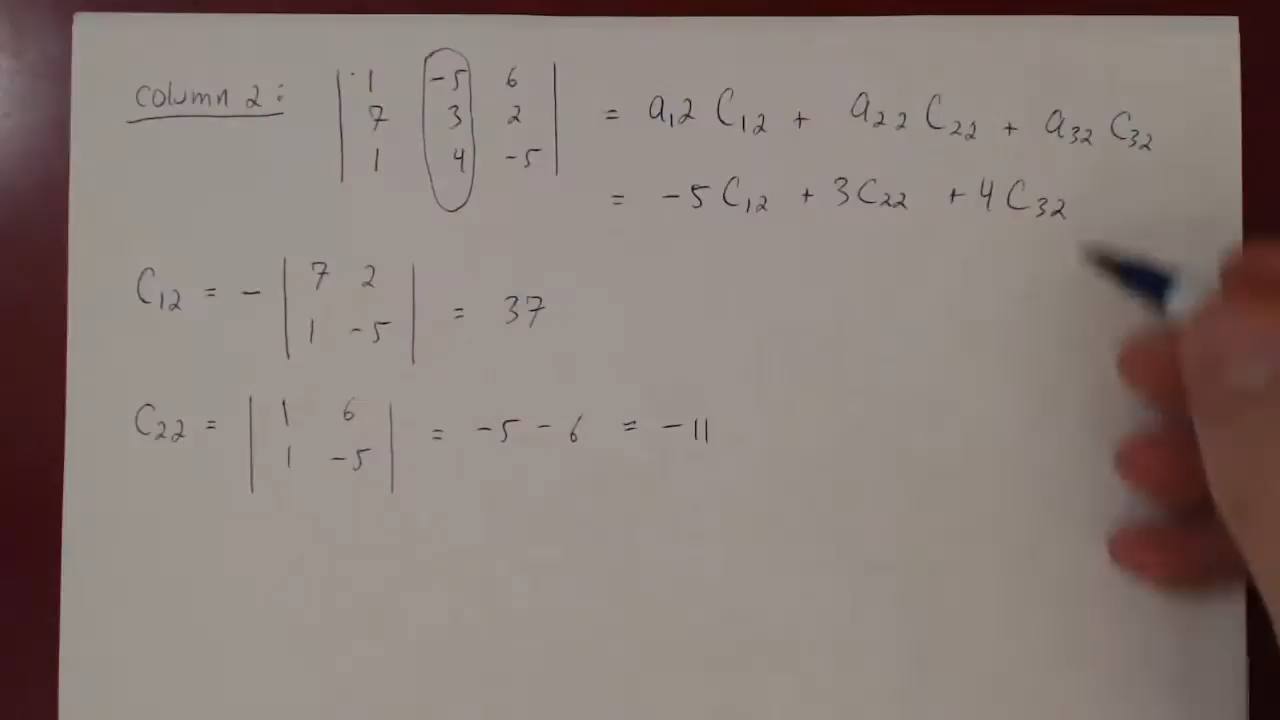 column 2: | 1 -5 6 | = a12 C12 + a22 C22 + a32 C32
| 7 3 2 |
| 1 4 -5 |
= -5 C12 + 3 C22 + 4 C32
C12 = - | 7 2 | = 37
| 1 -5 |
C22 = | 1 6 | = -5 - 6 = -11
| 1 -5 |